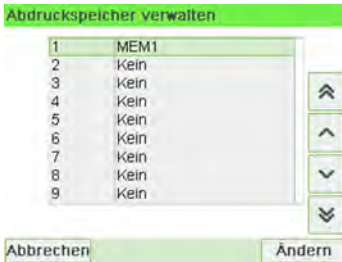 Abdruckspeicher verwalten
1 MEM1
2 Kein
3 Kein
4 Kein
5 Kein
6 Kein
7 Kein
8 Kein
9 Kein
Abbrechen Ändern